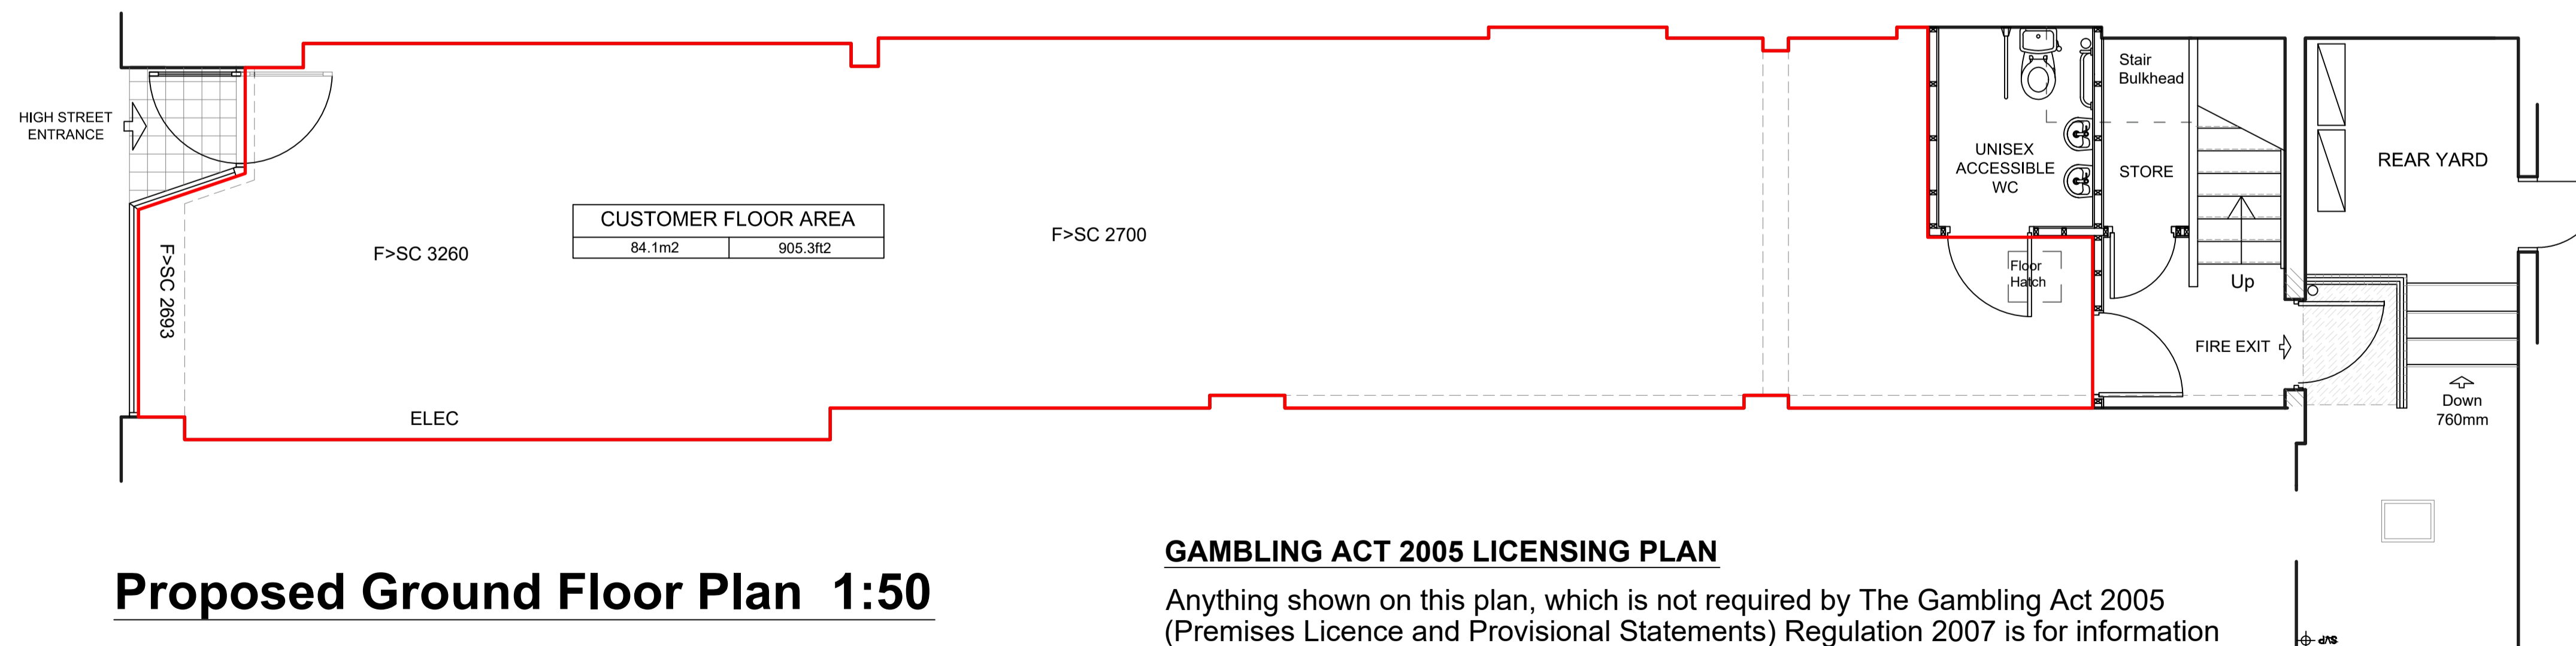 HIGH STREET
ENTRANCE
F>SC 2693
F>SC 3260
CUSTOMER FLOOR AREA
84.1m2 905.3ft2
F>SC 2700
ELEC
UNISEX
ACCESSIBLE
WC
Floor
Hatch
Stair
Bulkhead
STORE
Up
FIRE EXIT
REAR YARD
Down
760mm
Proposed Ground Floor Plan 1:50
GAMBLING ACT 2005 LICENSING PLAN
Anything shown on this plan, which is not required by The Gambling Act 2005
(Premises Licence and Provisional Statements) Regulation 2007 is for information
SVP